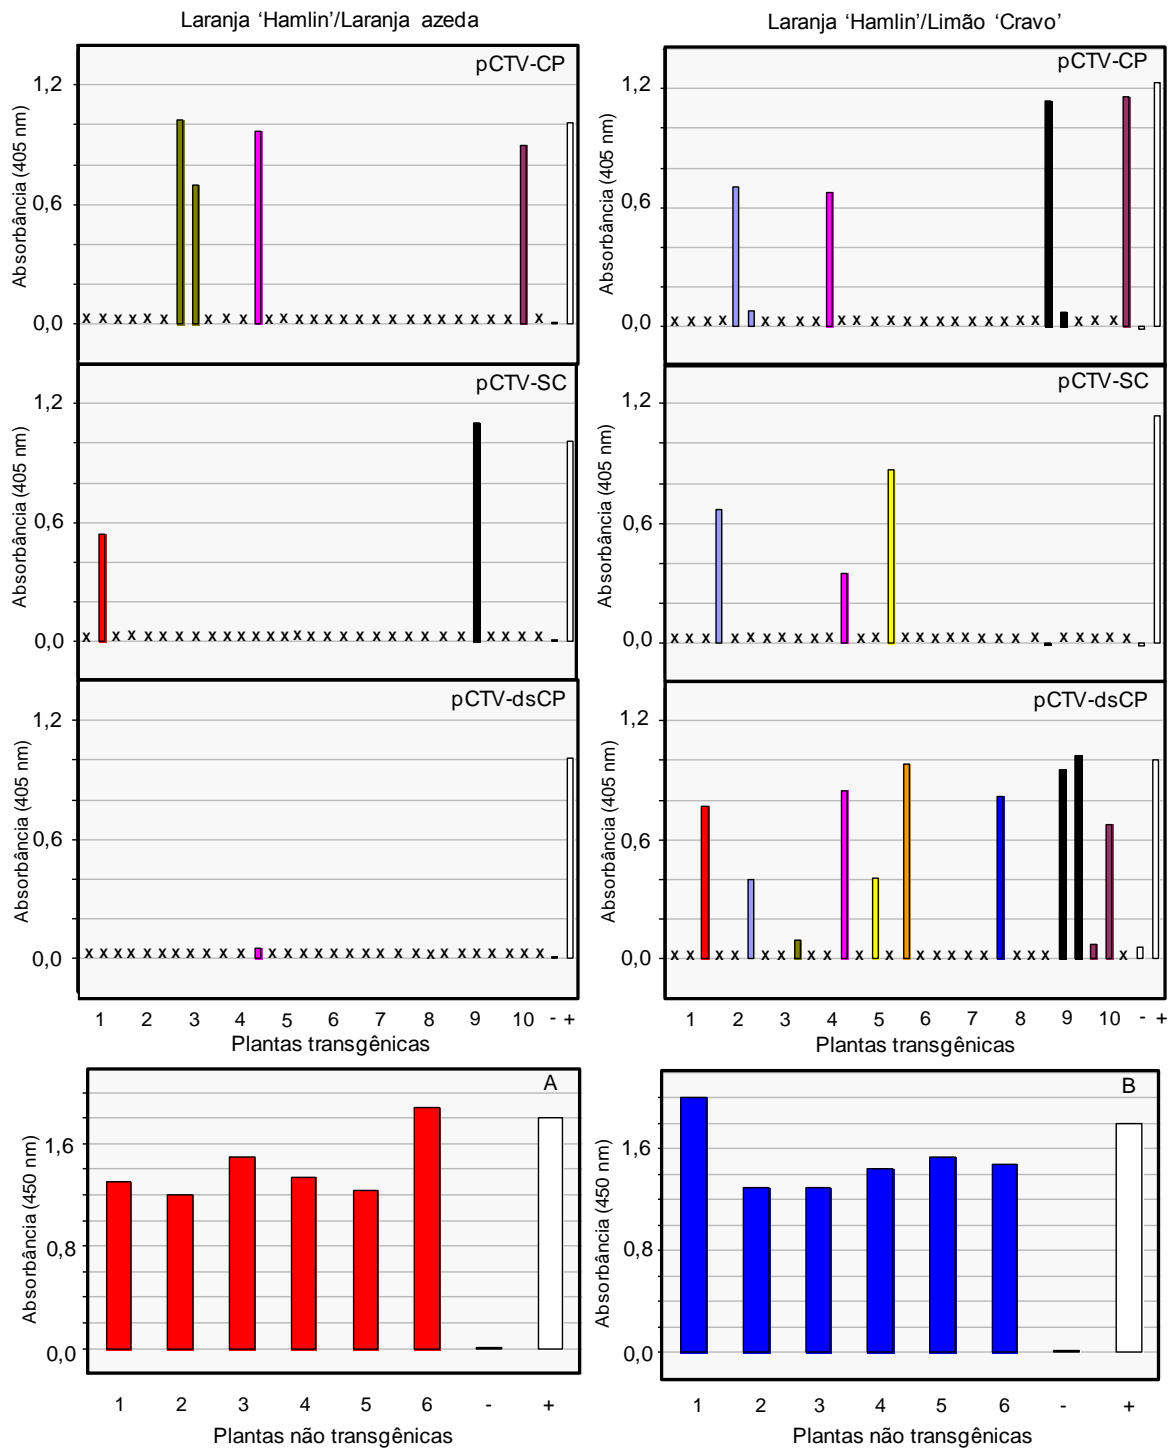 Laranja ‘Hamlin’/Laranja azeda
Laranja ‘Hamlin’/Limão ‘Cravo’
pCTV-CP
1,2
0,6
0,0
Absorbância (405 nm)
x x x x x x x x x x x x x x x x x x x x x x x x x x
pCTV-CP
1,2
0,6
0,0
Absorbância (405 nm)
x x x x x x x x x x x x x x x x x x x x x x x x
pCTV-SC
1,2
0,6
0,0
Absorbância (405 nm)
x x x x x x x x x x x x x x x x x x x x x x x x x x x x
pCTV-SC
1,2
0,6
0,0
Absorbância (405 nm)
x x x x x x x x x x x x x x x x x x x x x x x x x x
pCTV-dsCP
1,2
0,6
0,0
Absorbância (405 nm)
x x x x x x x x x x x x x x x x x x x x x x x x x x x x x
1 2 3 4 5 6 7 8 9 10 - +
Plantas transgênicas
pCTV-dsCP
1,2
0,6
0,0
Absorbância (405 nm)
x x x x x x x x x x x x x x x x x x x
1 2 3 4 5 6 7 8 9 10 - +
Plantas transgênicas
A
1,6
0,8
0,0
Absorbância (450 nm)
1 2 3 4 5 6 - +
Plantas não transgênicas
B
1,6
0,8
0,0
Absorbância (450 nm)
1 2 3 4 5 6 - +
Plantas não transgênicas